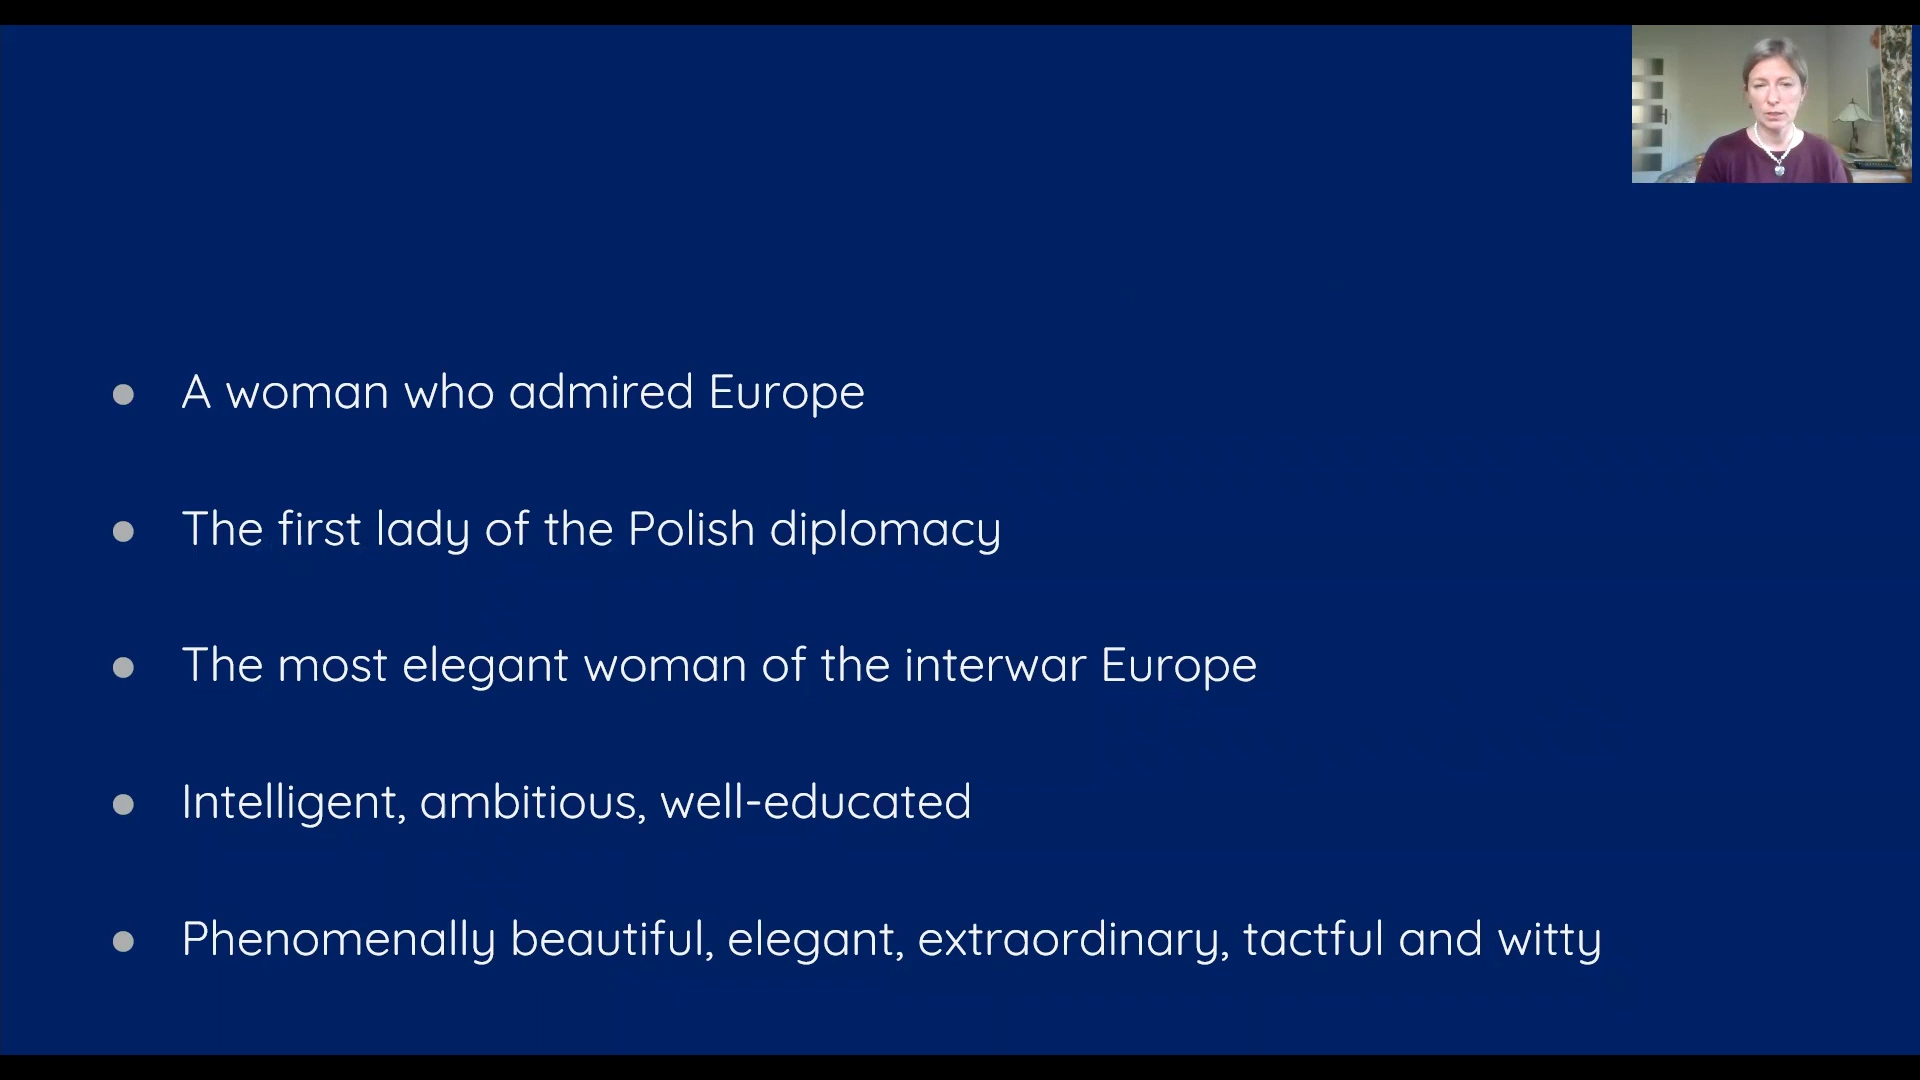 ● A woman who admired Europe
● The first lady of the Polish diplomacy
● The most elegant woman of the interwar Europe
● Intelligent, ambitious, well-educated
● Phenomenally beautiful, elegant, extraordinary, tactful and witty